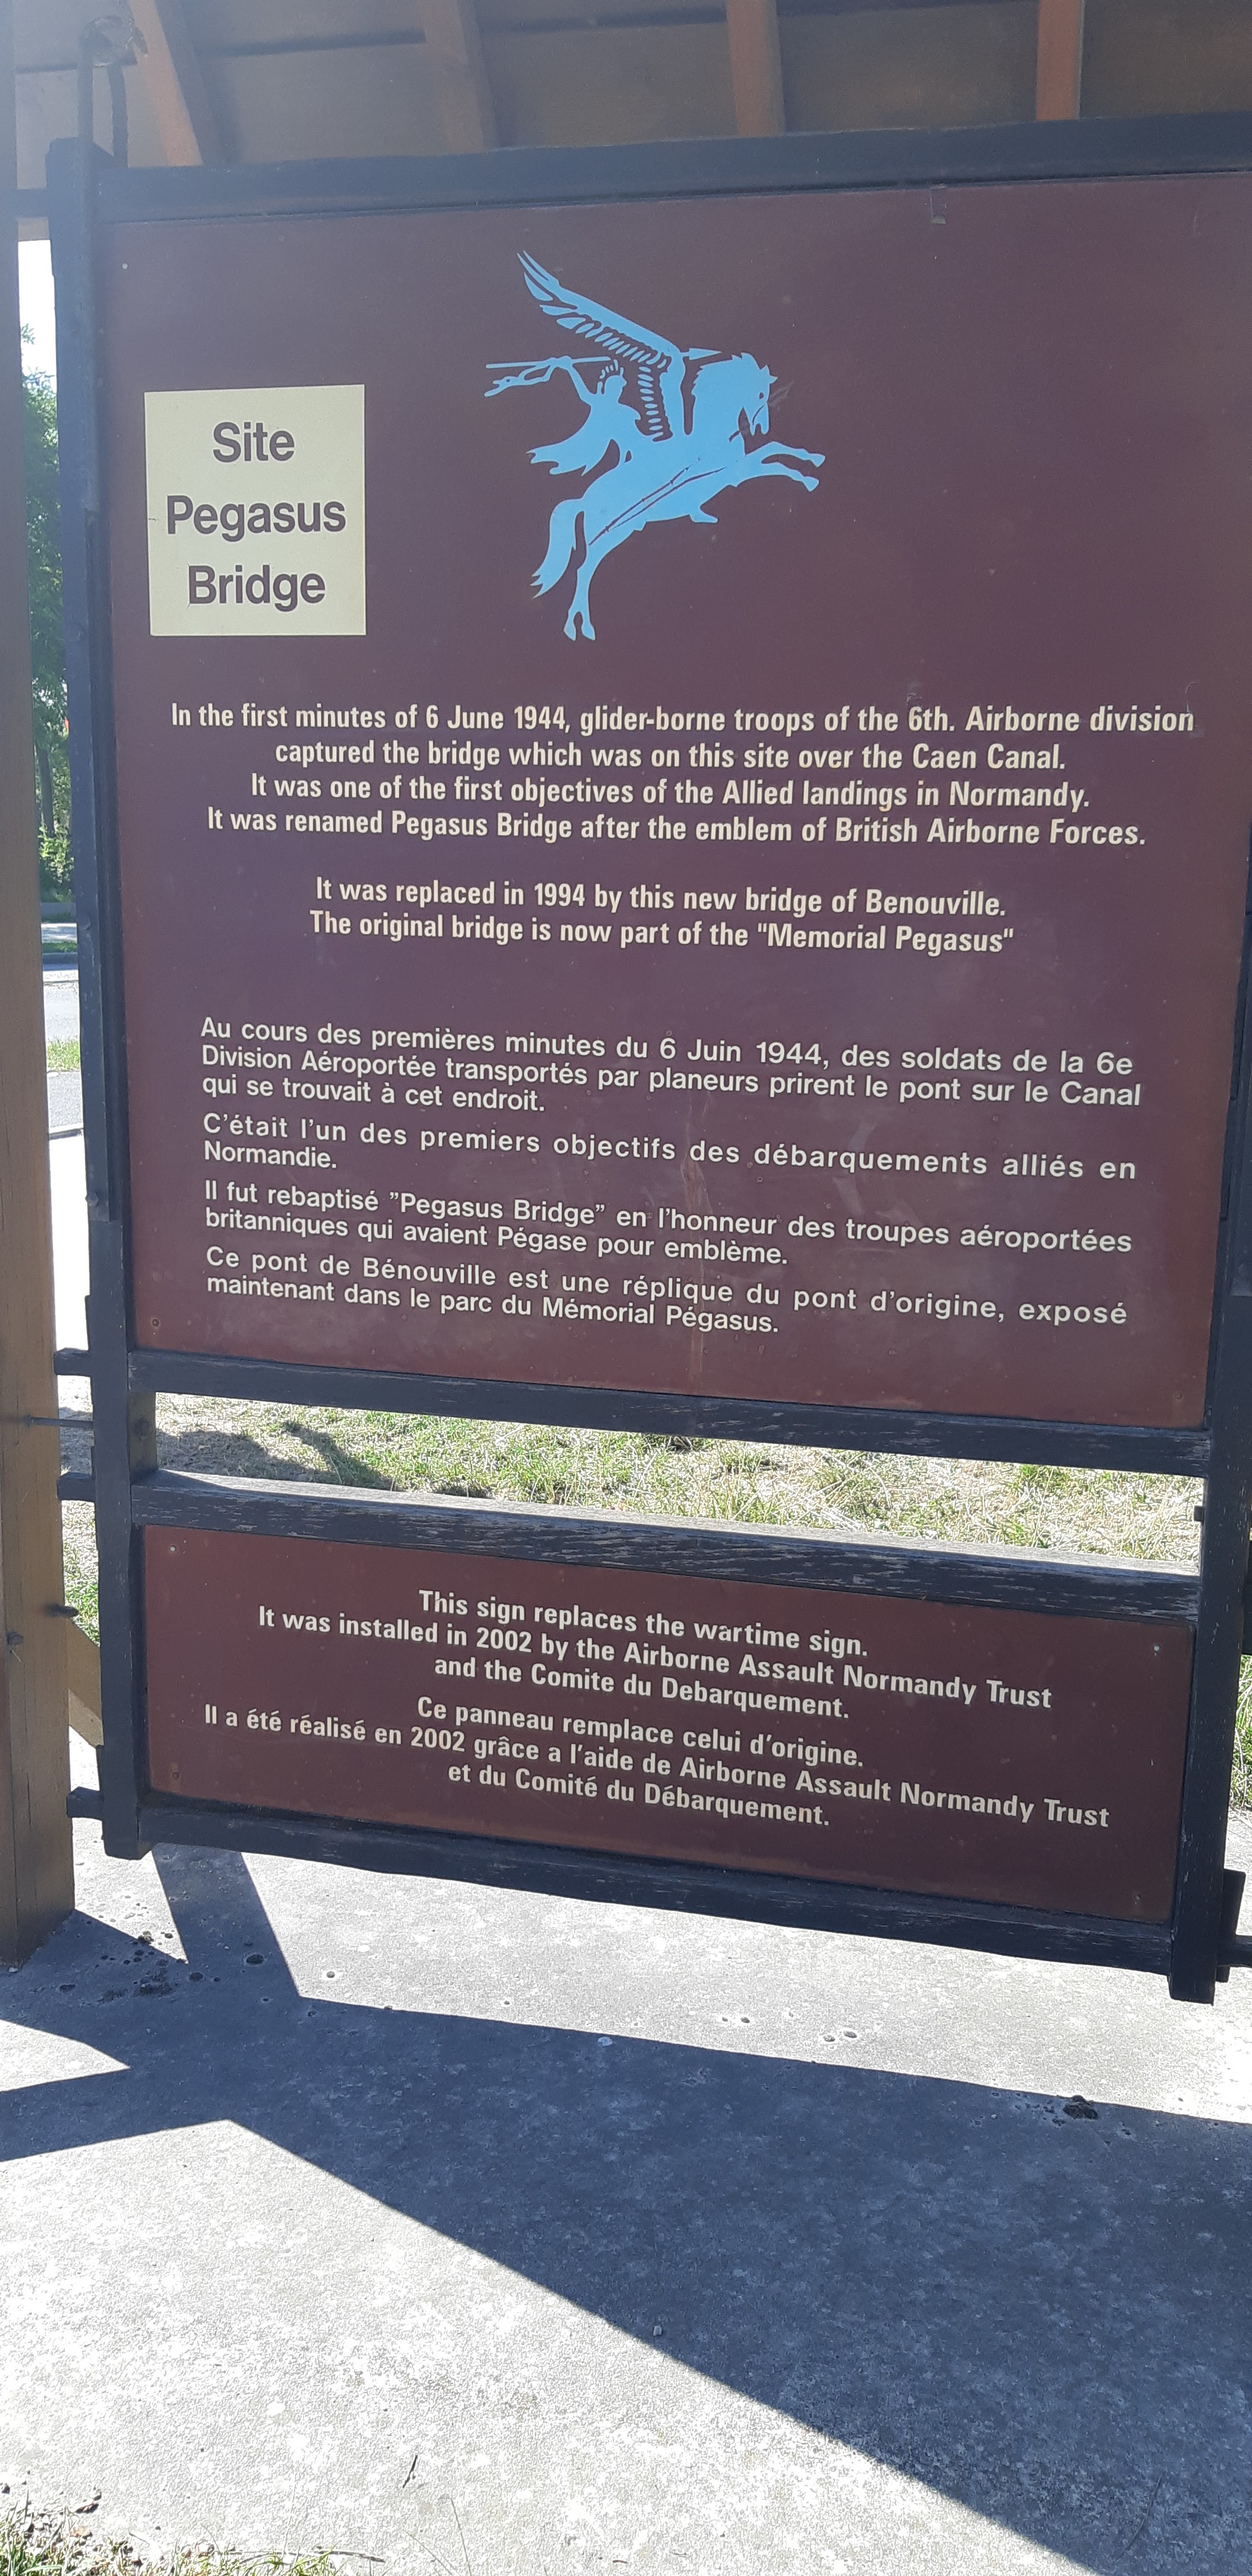 Site
Pegasus
Bridge
In the first minutes of 6 June 1944, glider-borne troops of the 6th. Airborne division
captured the bridge which was on this site over the Caen Canal.
It was one of the first objectives of the Allied landings in Normandy.
It was renamed Pegasus Bridge after the emblem of British Airborne Forces.
It was replaced in 1994 by this new bridge of Benouville.
The original bridge is now part of the "Memorial Pegasus"
Au cours des premières minutes du 6 Juin 1944, des soldats de la 6e
Division Aéroportée transportés par planeurs prirent le pont sur le Canal
qui se trouvait à cet endroit.
C'était l'un des premiers objectifs des débarquements alliés en
Normandie.
Il fut rebaptisé ”Pegasus Bridge” en l'honneur des troupes aéroportées
britanniques qui avaient Pégase pour emblème.
Ce pont de Bénouville est une réplique du pont d'origine, exposé
maintenant dans le parc du Mémorial Pégasus.
This sign replaces the wartime sign.
It was installed in 2002 by the Airborne Assault Normandy Trust
and the Comite du Debarquement.
Ce panneau remplace celui d'origine.
Il a été réalisé en 2002 grâce a l'aide de Airborne Assault Normandy Trust
et du Comité du Débarquement.